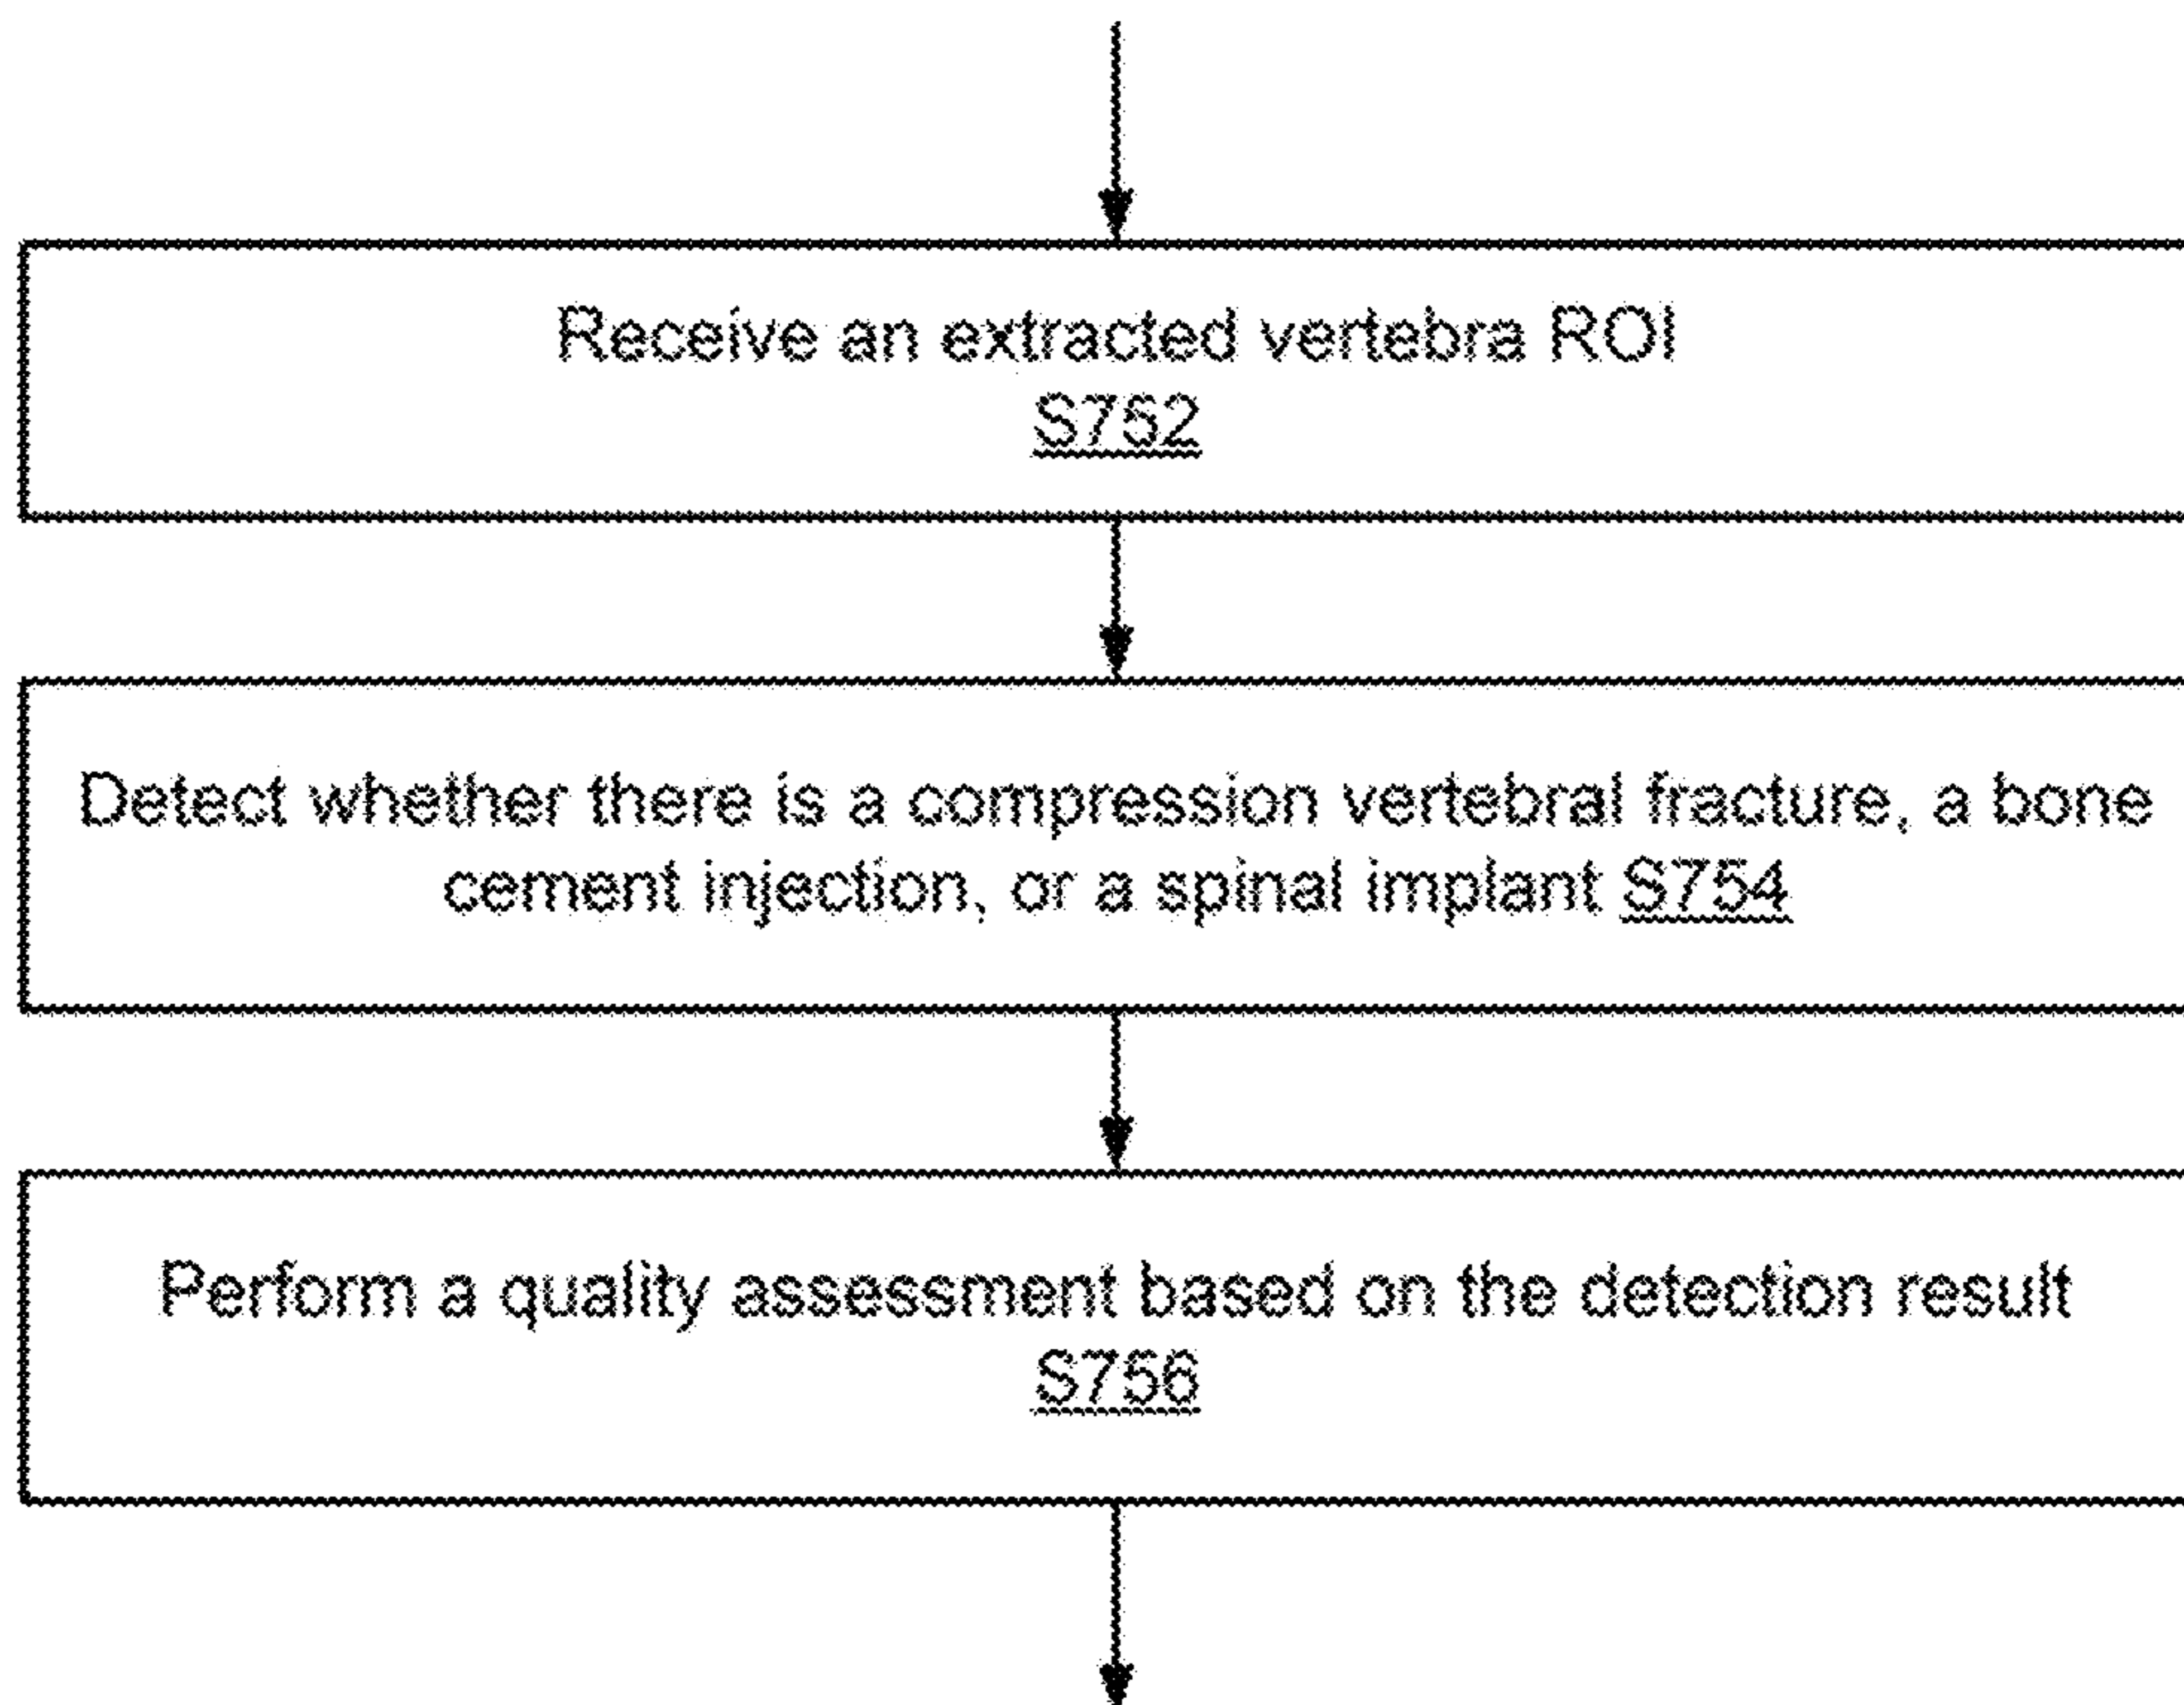 Receive an extracted vertebra ROI
S752
Detect whether there is a compression vertebral fracture, a bone
cement injection, or a spinal implant S754
Perform a quality assessment based on the detection result
S756